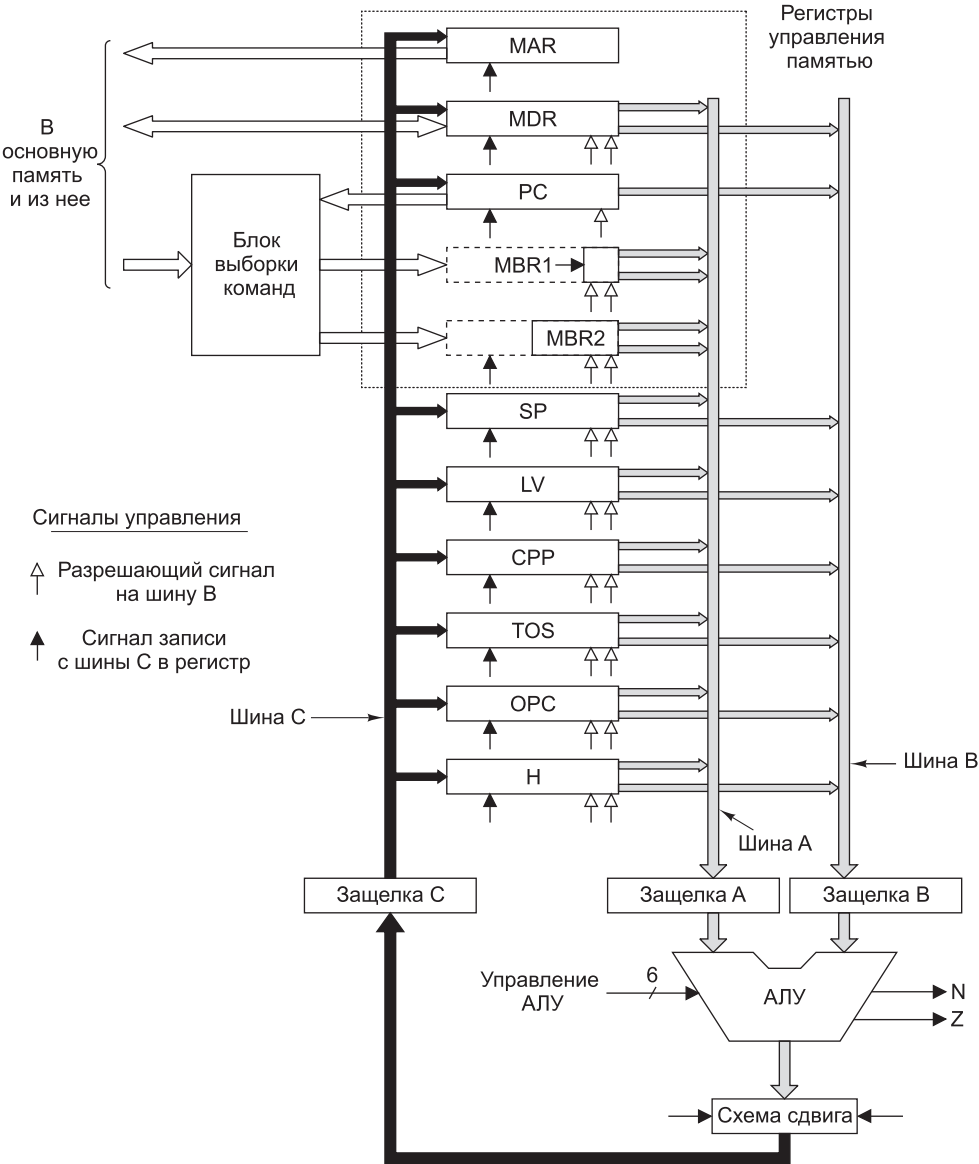 Регистры
управления
памятью
MAR
MDR
PC
MBR1
MBR2
SP
LV
CPP
TOS
OPC
H
В
основную
память
и из нее
Блок
выборки
команд
Сигналы управления
Разрешающий сигнал
на шину B
Сигнал записи
с шины C в регистр
Шина C
Шина B
Шина A
Защелка C
Защелка A
Защелка B
Управление
АЛУ
6
АЛУ
N
Z
Схема сдвига